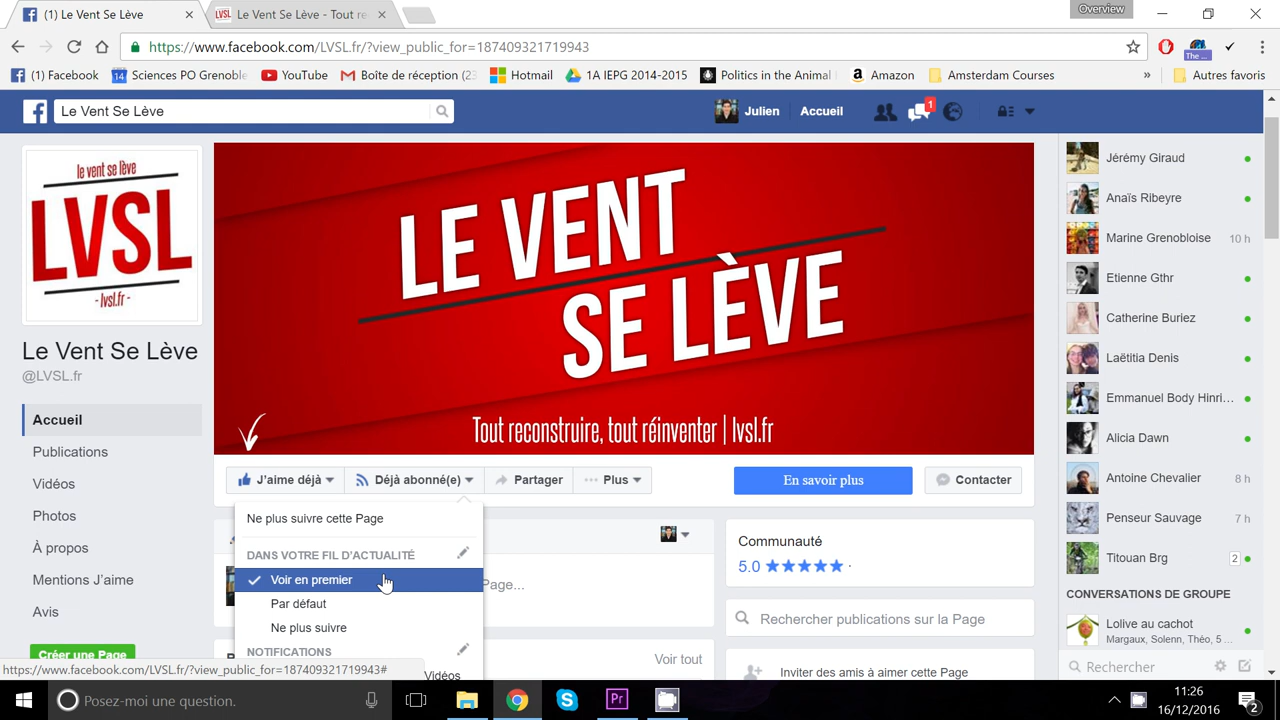 (1) Le Vent Se Lève
Le Vent Se Lève - Tout re
Overview
https://www.facebook.com/LVSL.fr/?view_public_for=187409321719943
(1) Facebook
Sciences PO Grenoble
YouTube
Boîte de réception (23
Hotmail
1A IEPG 2014-2015
Politics in the Animal
Amazon
Amsterdam Courses
»
Autres favoris
Le Vent Se Lève
Julien
Accueil
1
le vent se lève
LVSL
- lvsl.fr -
LE VENT
SE LÈVE
Tout reconstruire, tout réinventer | lvsl.fr
Le Vent Se Lève
@LVSL.fr
Accueil
Publications
Vidéos
Photos
À propos
Mentions J'aime
Avis
Créer une Page
J'aime déjà
Déjà abonné(e)
Partager
Plus
En savoir plus
Contacter
Ne plus suivre cette Page
DANS VOTRE FIL D'ACTUALITÉ
Voir en premier
Par défaut
Ne plus suivre
NOTIFICATIONS
Vidéos
Page...
Voir tout
Communauté
5.0 ★★★★★ ·
Rechercher publications sur la Page
Inviter des amis à aimer cette Page
Jérémy Giraud
Anaïs Ribeyre
Marine Grenobloise 10 h
Etienne Gthr
Catherine Buriez
Laëtitia Denis
Emmanuel Body Hinri...
Alicia Dawn
Antoine Chevalier 8 h
Penseur Sauvage 7 h
Titouan Brg 2
CONVERSATIONS DE GROUPE
Lolive au cachot
Margaux, Solenn, Théo, 5 ...
Rechercher
https://www.facebook.com/LVSL.fr/?view_public_for=187409321719943#
Posez-moi une question.
Pr
11:26
16/12/2016
2